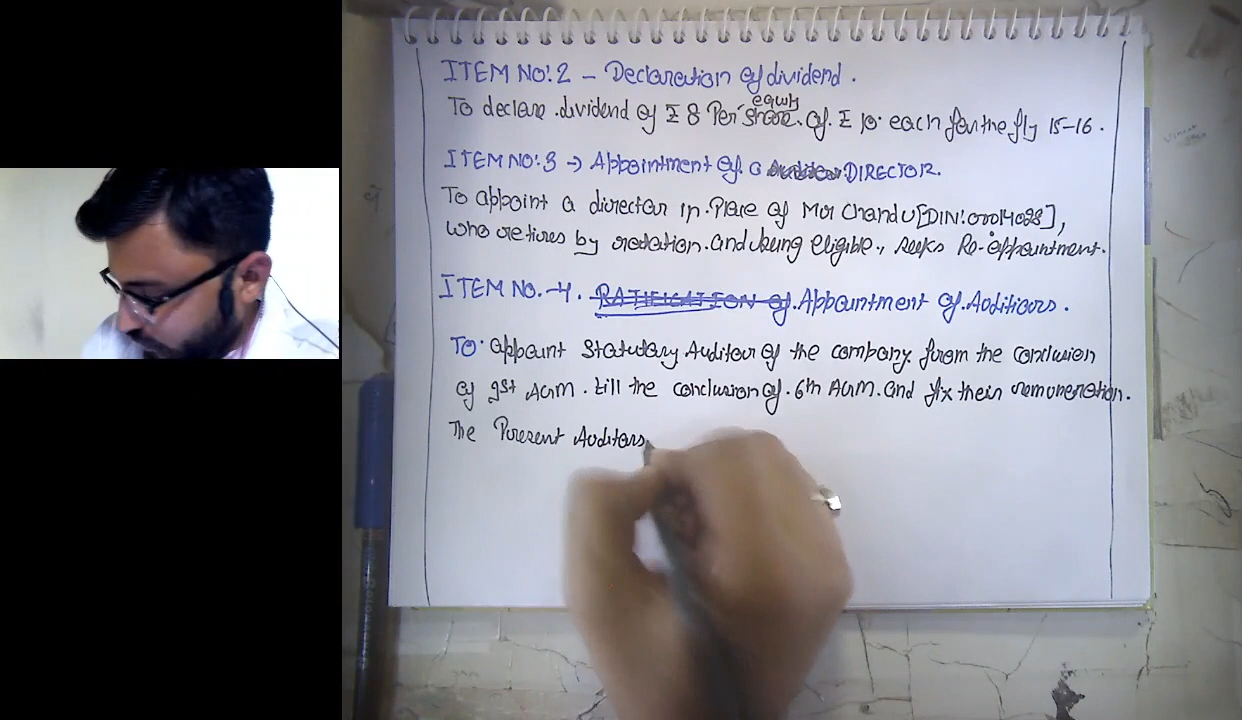 ITEM NO:2 - Declaration of dividend.
equity
To declare dividend of ₹ 8 Per share of ₹ 10 each for the f/y 15-16.
ITEM NO:3 → Appointment of a Auditor DIRECTOR.
To appoint a director in Place of Mr. Chandu [DIN:00014028],
who retires by rotation and being eligible, seeks Re-appointment.
ITEM NO.-4. RATIFICATION of Appointment of Auditiors.
To appoint Statutary Auditor of the company from the conclusion
of 1st AGM. till the conclusion of 6th AGM. and fix their remuneration.
The Present Auditors